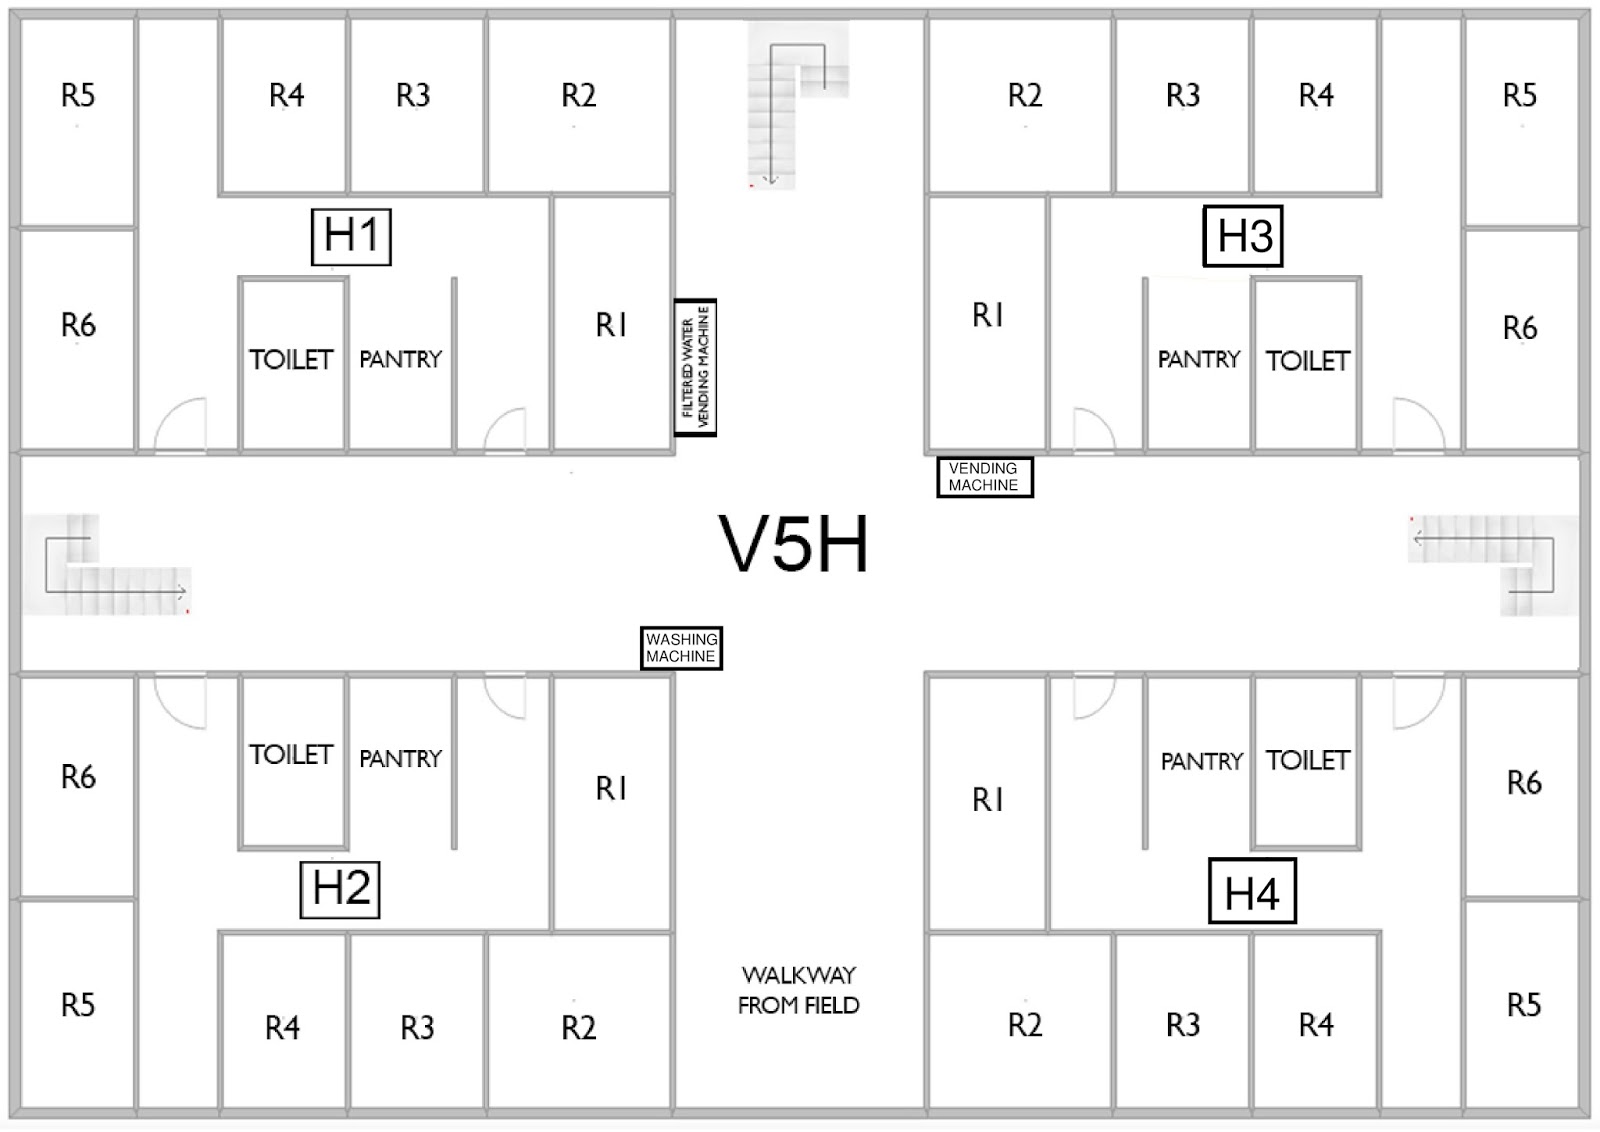 R5
R4
R3
R2
R2
R3
R4
R5
H1
H3
R6
R1
R1
R6
TOILET
PANTRY
FILTERED WATER
VENDING MACHINE
PANTRY
TOILET
VENDING
MACHINE
V5H
WASHING
MACHINE
R6
TOILET
PANTRY
R1
R1
PANTRY
TOILET
R6
H2
H4
R5
R4
R3
R2
WALKWAY
FROM FIELD
R2
R3
R4
R5